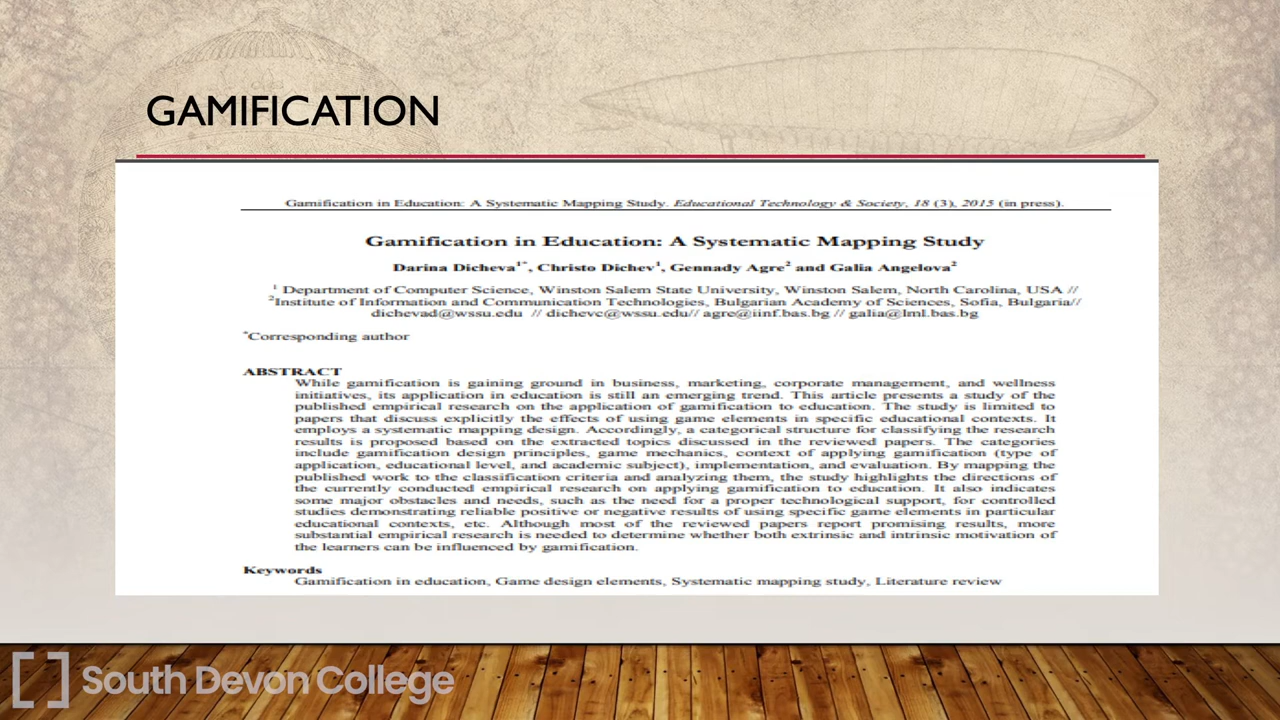 GAMIFICATION
Gamification in Education: A Systematic Mapping Study. Educational Technology & Society, 18 (3), 2015 (in press).
Gamification in Education: A Systematic Mapping Study
Darina Dicheva1*, Christo Dichev1, Gennady Agre2 and Galia Angelova2
1 Department of Computer Science, Winston Salem State University, Winston Salem, North Carolina, USA //
2Institute of Information and Communication Technologies, Bulgarian Academy of Sciences, Sofia, Bulgaria//
dichevad@wssu.edu // dichevc@wssu.edu// agre@iinf.bas.bg // galia@lml.bas.bg
*Corresponding author
ABSTRACT
While gamification is gaining ground in business, marketing, corporate management, and wellness
initiatives, its application in education is still an emerging trend. This article presents a study of the
published empirical research on the application of gamification to education. The study is limited to
papers that discuss explicitly the effects of using game elements in specific educational contexts. It
employs a systematic mapping design. Accordingly, a categorical structure for classifying the research
results is proposed based on the extracted topics discussed in the reviewed papers. The categories
include gamification design principles, game mechanics, context of applying gamification (type of
application, educational level, and academic subject), implementation, and evaluation. By mapping the
published work to the classification criteria and analyzing them, the study highlights the directions of
the currently conducted empirical research on applying gamification to education. It also indicates
some major obstacles and needs, such as the need for a proper technological support, for controlled
studies demonstrating reliable positive or negative results of using specific game elements in particular
educational contexts, etc. Although most of the reviewed papers report promising results, more
substantial empirical research is needed to determine whether both extrinsic and intrinsic motivation of
the learners can be influenced by gamification.
Keywords
Gamification in education, Game design elements, Systematic mapping study, Literature review
South Devon College